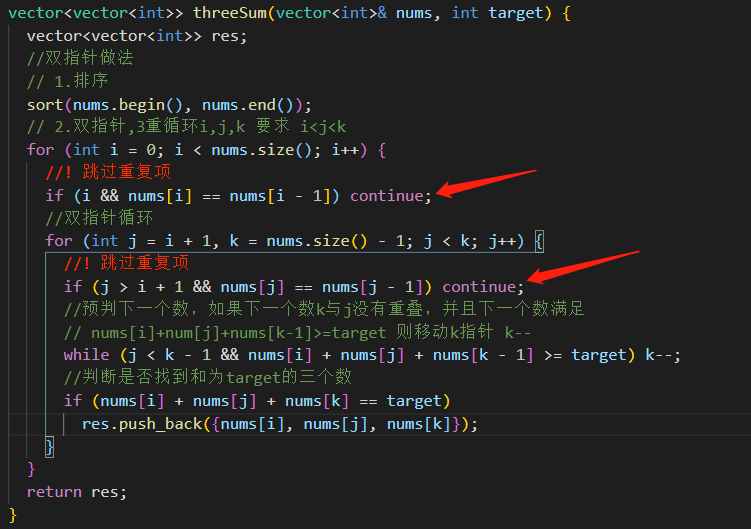 vector<vector<int>> threeSum(vector<int>& nums, int target) {
vector<vector<int>> res;
//双指针做法
// 1.排序
sort(nums.begin(), nums.end());
// 2.双指针,3重循环i,j,k 要求 i<j<k
for (int i = 0; i < nums.size(); i++) {
//! 跳过重复项
if (i && nums[i] == nums[i - 1]) continue;
//双指针循环
for (int j = i + 1, k = nums.size() - 1; j < k; j++) {
//! 跳过重复项
if (j > i + 1 && nums[j] == nums[j - 1]) continue;
//预判下一个数，如果下一个数k与j没有重叠，并且下一个数满足
// nums[i]+num[j]+nums[k-1]>=target 则移动k指针 k--
while (j < k - 1 && nums[i] + nums[j] + nums[k - 1] >= target) k--;
//判断是否找到和为target的三个数
if (nums[i] + nums[j] + nums[k] == target)
res.push_back({nums[i], nums[j], nums[k]});
}
}
return res;
}